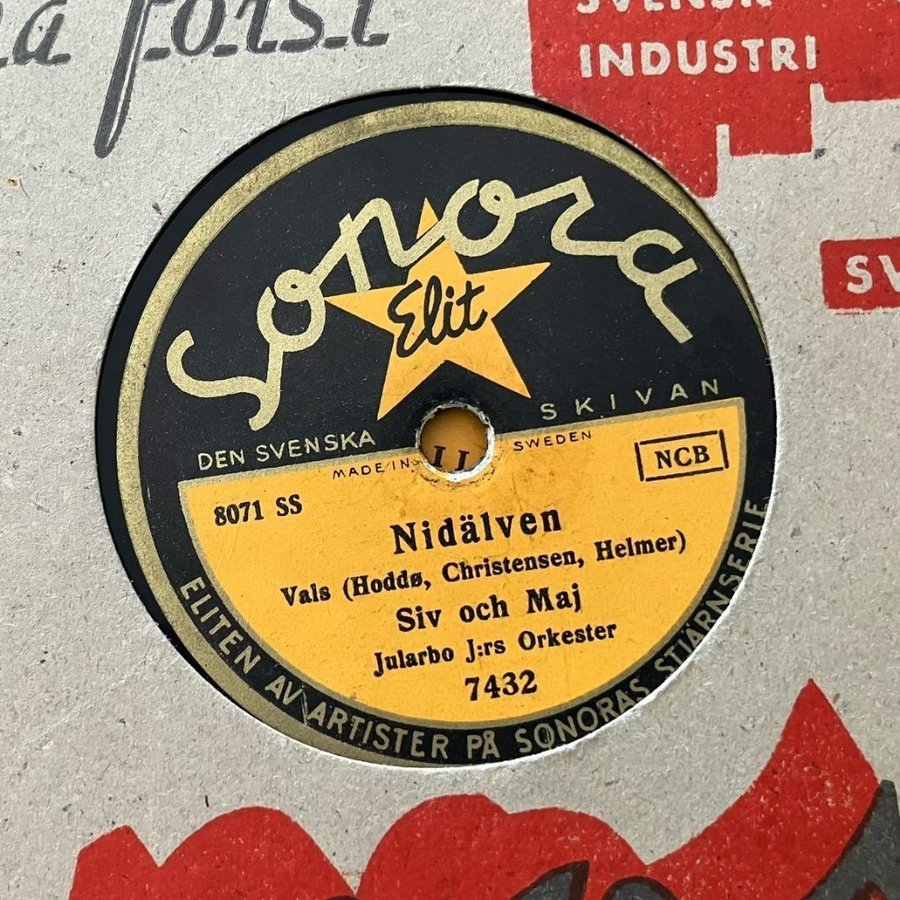 SVENSK
INDUSTRI
SV
Sonora
Elit
DEN SVENSKA SKIVAN
MADE IN SWEDEN
8071 SS
NCB
Nidälven
Vals (Hoddø, Christensen, Helmer)
Siv och Maj
Jularbo J:rs Orkester
7432
ELITEN AV ARTISTER PÅ SONORAS STJÄRNSERIE